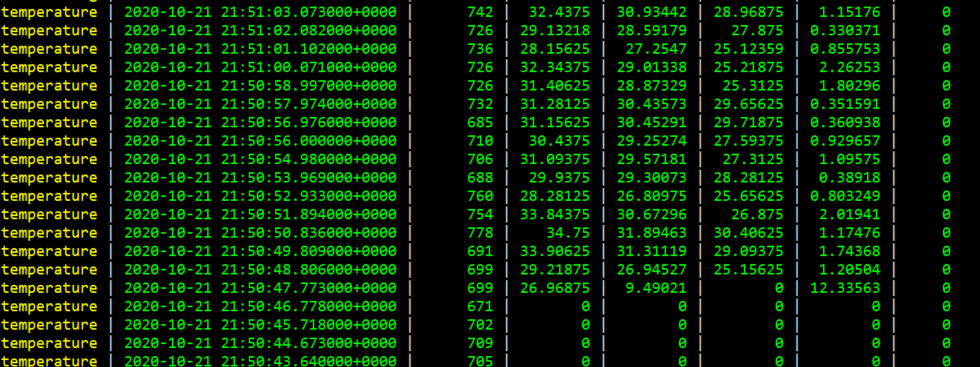 temperature | 2020-10-21 21:51:03.073000+0000 | 742 | 32.4375 | 30.93442 | 28.96875 | 1.15176 | 0
temperature | 2020-10-21 21:51:02.082000+0000 | 726 | 29.13218 | 28.59179 | 27.875 | 0.330371 | 0
temperature | 2020-10-21 21:51:01.102000+0000 | 736 | 28.15625 | 27.2547 | 25.12359 | 0.855753 | 0
temperature | 2020-10-21 21:51:00.071000+0000 | 726 | 32.34375 | 29.01338 | 25.21875 | 2.26253 | 0
temperature | 2020-10-21 21:50:58.997000+0000 | 726 | 31.40625 | 28.87329 | 25.3125 | 1.80296 | 0
temperature | 2020-10-21 21:50:57.974000+0000 | 732 | 31.28125 | 30.43573 | 29.65625 | 0.351591 | 0
temperature | 2020-10-21 21:50:56.976000+0000 | 685 | 31.15625 | 30.45291 | 29.71875 | 0.360938 | 0
temperature | 2020-10-21 21:50:56.000000+0000 | 710 | 30.4375 | 29.25274 | 27.59375 | 0.929657 | 0
temperature | 2020-10-21 21:50:54.980000+0000 | 706 | 31.09375 | 29.57181 | 27.3125 | 1.09575 | 0
temperature | 2020-10-21 21:50:53.969000+0000 | 688 | 29.9375 | 29.30073 | 28.28125 | 0.38918 | 0
temperature | 2020-10-21 21:50:52.933000+0000 | 760 | 28.28125 | 26.80975 | 25.65625 | 0.803249 | 0
temperature | 2020-10-21 21:50:51.894000+0000 | 754 | 33.84375 | 30.67296 | 26.875 | 2.01941 | 0
temperature | 2020-10-21 21:50:50.836000+0000 | 778 | 34.75 | 31.89463 | 30.40625 | 1.17476 | 0
temperature | 2020-10-21 21:50:49.809000+0000 | 691 | 33.90625 | 31.31119 | 29.09375 | 1.74368 | 0
temperature | 2020-10-21 21:50:48.806000+0000 | 699 | 29.21875 | 26.94527 | 25.15625 | 1.20504 | 0
temperature | 2020-10-21 21:50:47.773000+0000 | 699 | 26.96875 | 9.49021 | 0 | 12.33563 | 0
temperature | 2020-10-21 21:50:46.778000+0000 | 671 | 0 | 0 | 0 | 0 | 0
temperature | 2020-10-21 21:50:45.718000+0000 | 702 | 0 | 0 | 0 | 0 | 0
temperature | 2020-10-21 21:50:44.673000+0000 | 709 | 0 | 0 | 0 | 0 | 0
temperature | 2020-10-21 21:50:43.640000+0000 | 705 | 0 | 0 | 0 | 0 | 0